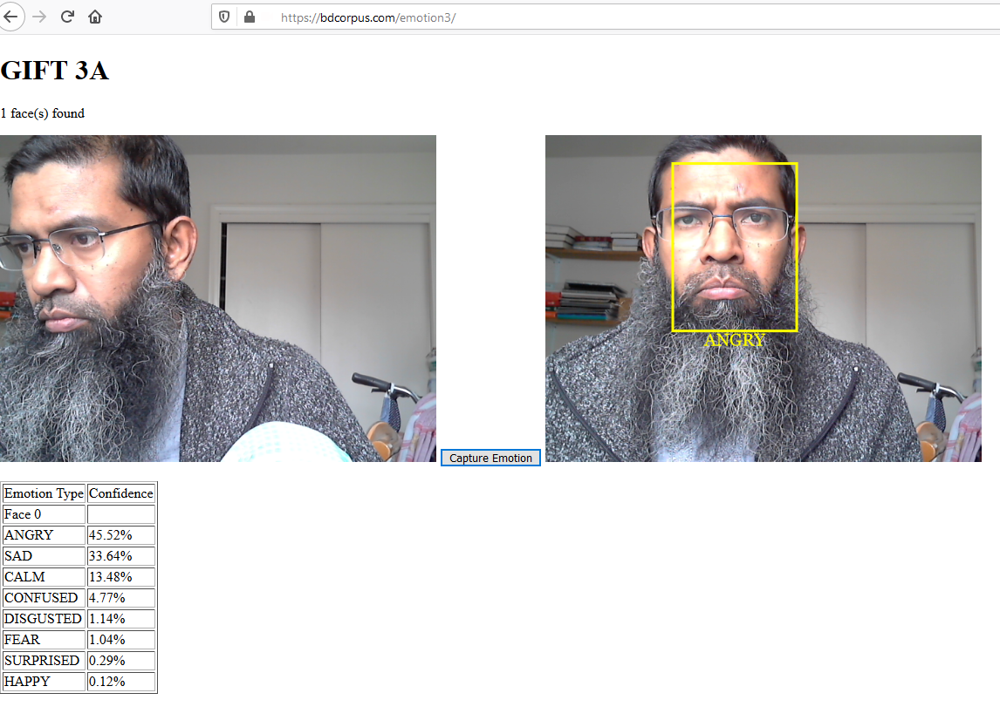 https://bdcorpus.com/emotion3/
GIFT 3A
1 face(s) found
ANGRY
Capture Emotion
Emotion Type Confidence
Face 0
ANGRY 45.52%
SAD 33.64%
CALM 13.48%
CONFUSED 4.77%
DISGUSTED 1.14%
FEAR 1.04%
SURPRISED 0.29%
HAPPY 0.12%